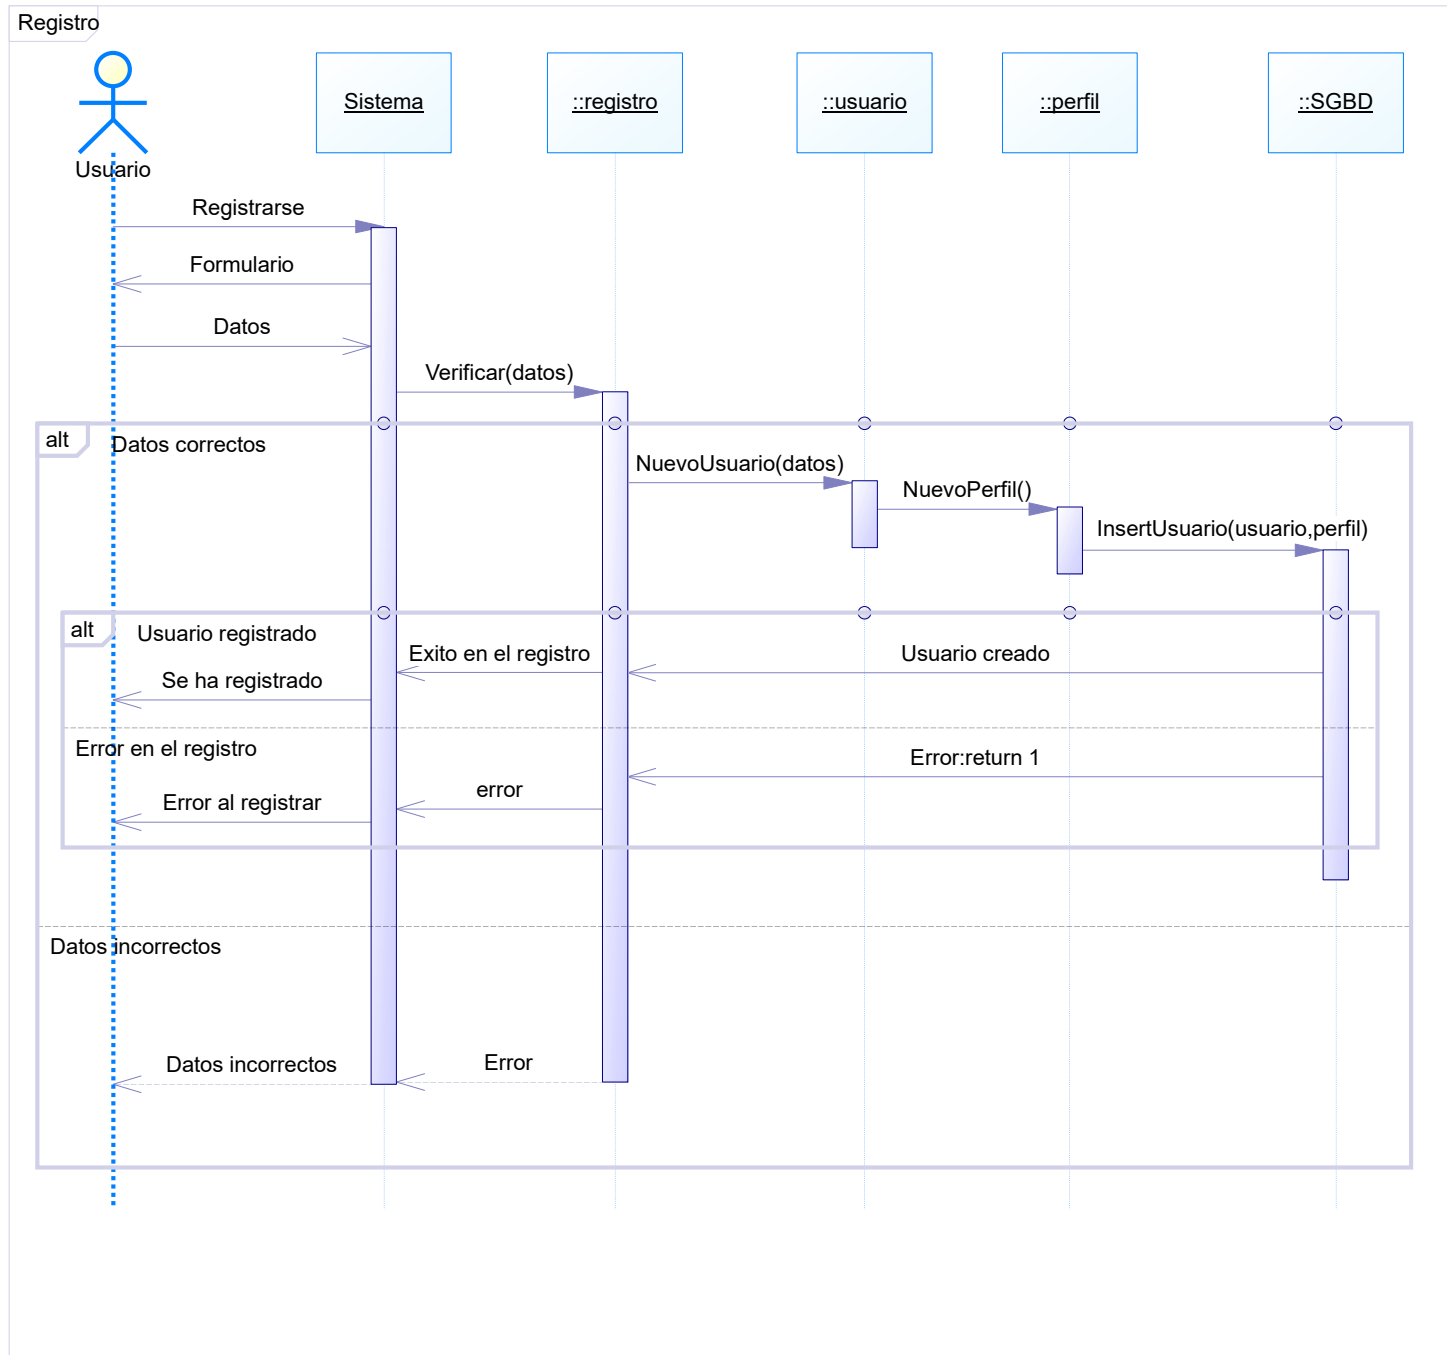 Registro
Usuario
Sistema
::registro
::usuario
::perfil
::SGBD
Registrarse
Formulario
Datos
Verificar(datos)
alt
Datos correctos
NuevoUsuario(datos)
NuevoPerfil()
InsertUsuario(usuario,perfil)
alt
Usuario registrado
Exito en el registro
Usuario creado
Se ha registrado
Error en el registro
Error:return 1
error
Error al registrar
Datos incorrectos
Error
Datos incorrectos